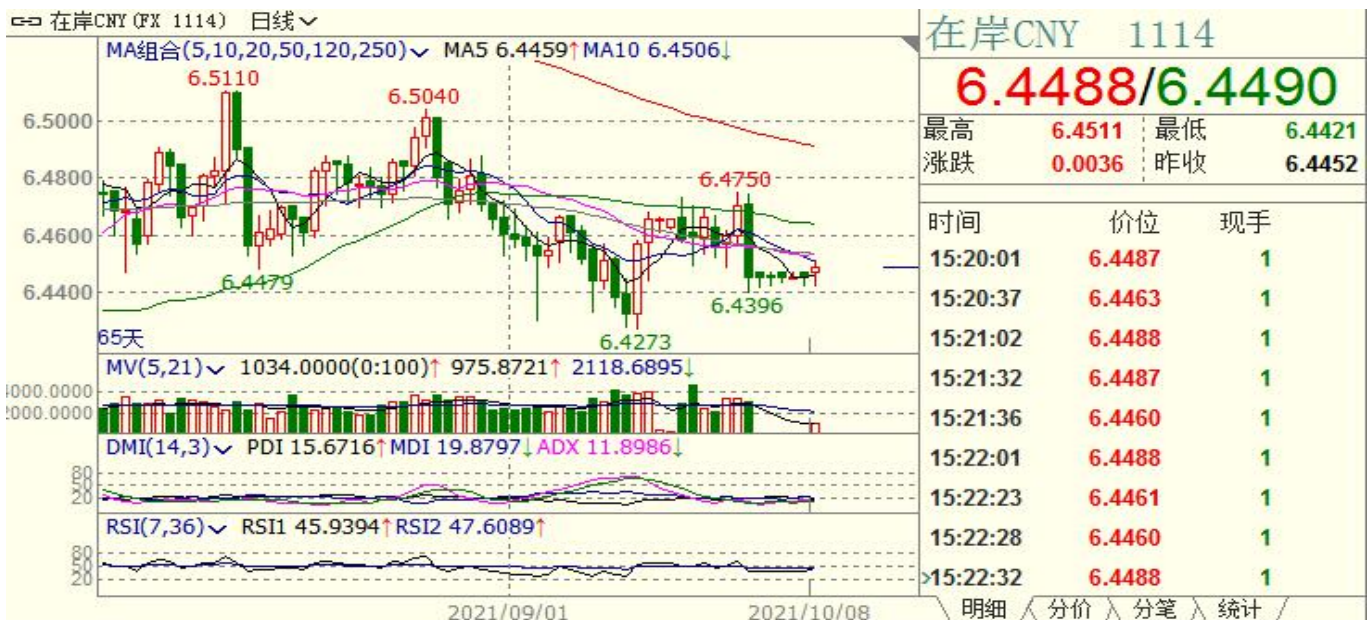 在岸CNY(FX 1114) 日线
MA组合(5,10,20,50,120,250) MA5 6.4459↑MA10 6.4506↓
6.5110
6.5040
6.5000
6.4800
6.4750
6.4600
6.4479
6.4400
6.4396
6.4273
65天
MV(5,21) 1034.0000(0:100)↑ 975.8721↑ 2118.6895↓
4000.0000
2000.0000
DMI(14,3) PDI 15.6716↑MDI 19.8797↓ADX 11.8986↓
80
50
20
RSI(7,36) RSI1 45.9394↑RSI2 47.6089↑
80
50
20
2021/09/01 2021/10/08
在岸CNY 1114
6.4488/6.4490
最高 6.4511 最低 6.4421
涨跌 0.0036 昨收 6.4452
时间 价位 现手
15:20:01 6.4487 1
15:20:37 6.4463 1
15:21:02 6.4488 1
15:21:32 6.4487 1
15:21:36 6.4460 1
15:22:01 6.4488 1
15:22:23 6.4461 1
15:22:28 6.4460 1
>15:22:32 6.4488 1
明细 分价 分笔 统计